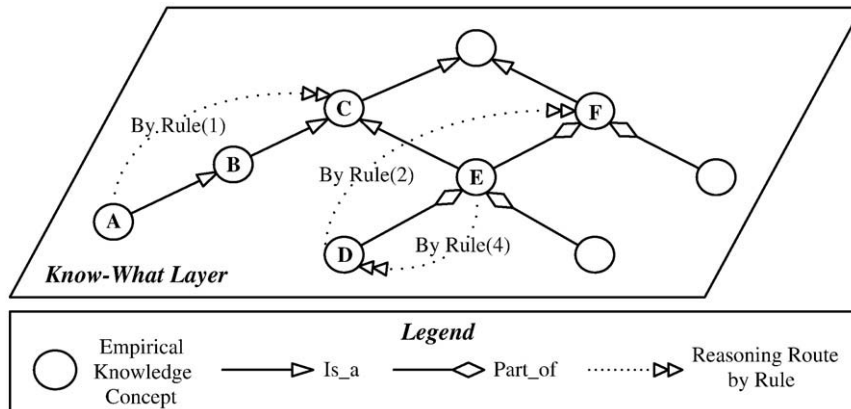 C
F
By Rule(1)
B
By Rule(2)
E
A
By Rule(4)
D
Know-What Layer
Legend
Empirical
Knowledge
Concept
Is_a
Part_of
Reasoning Route
by Rule